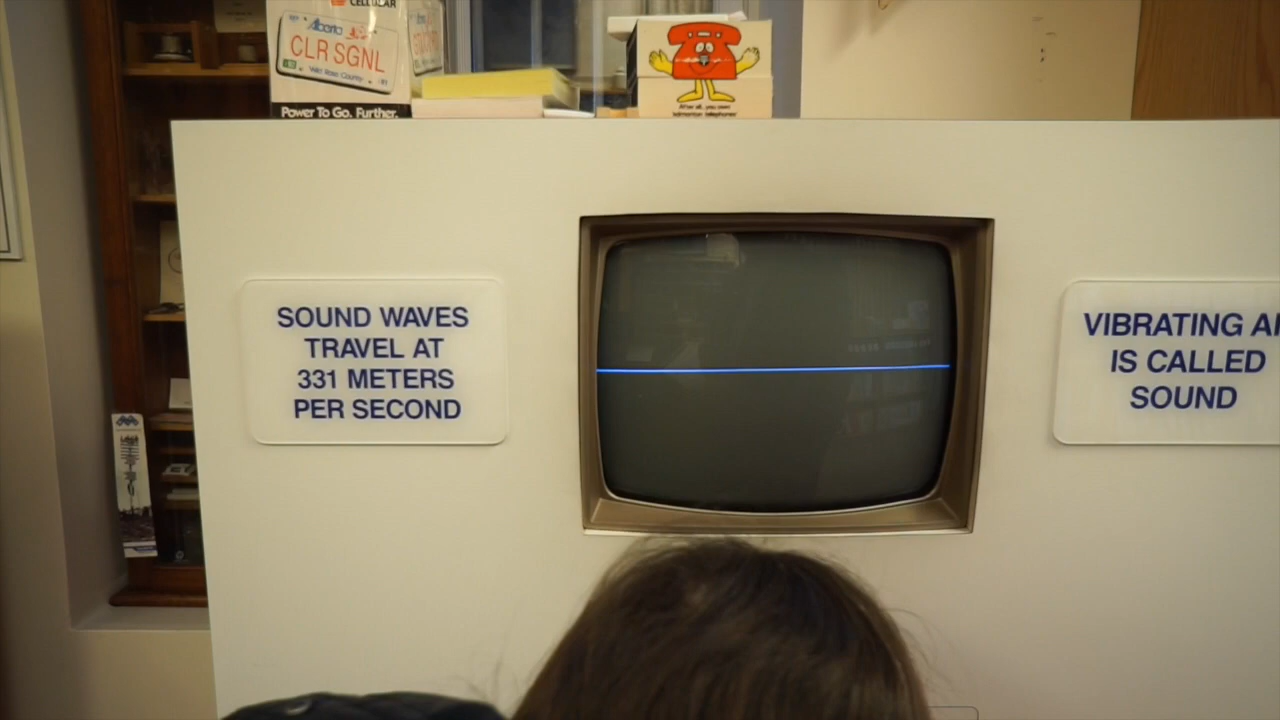 CELLULAR
Alberta
CLR SGNL
Wild Rose Country
Power To Go. Further.
After all, you own
'edmonton telephones'
SOUND WAVES
TRAVEL AT
331 METERS
PER SECOND
VIBRATING
IS CALLED
SOUND